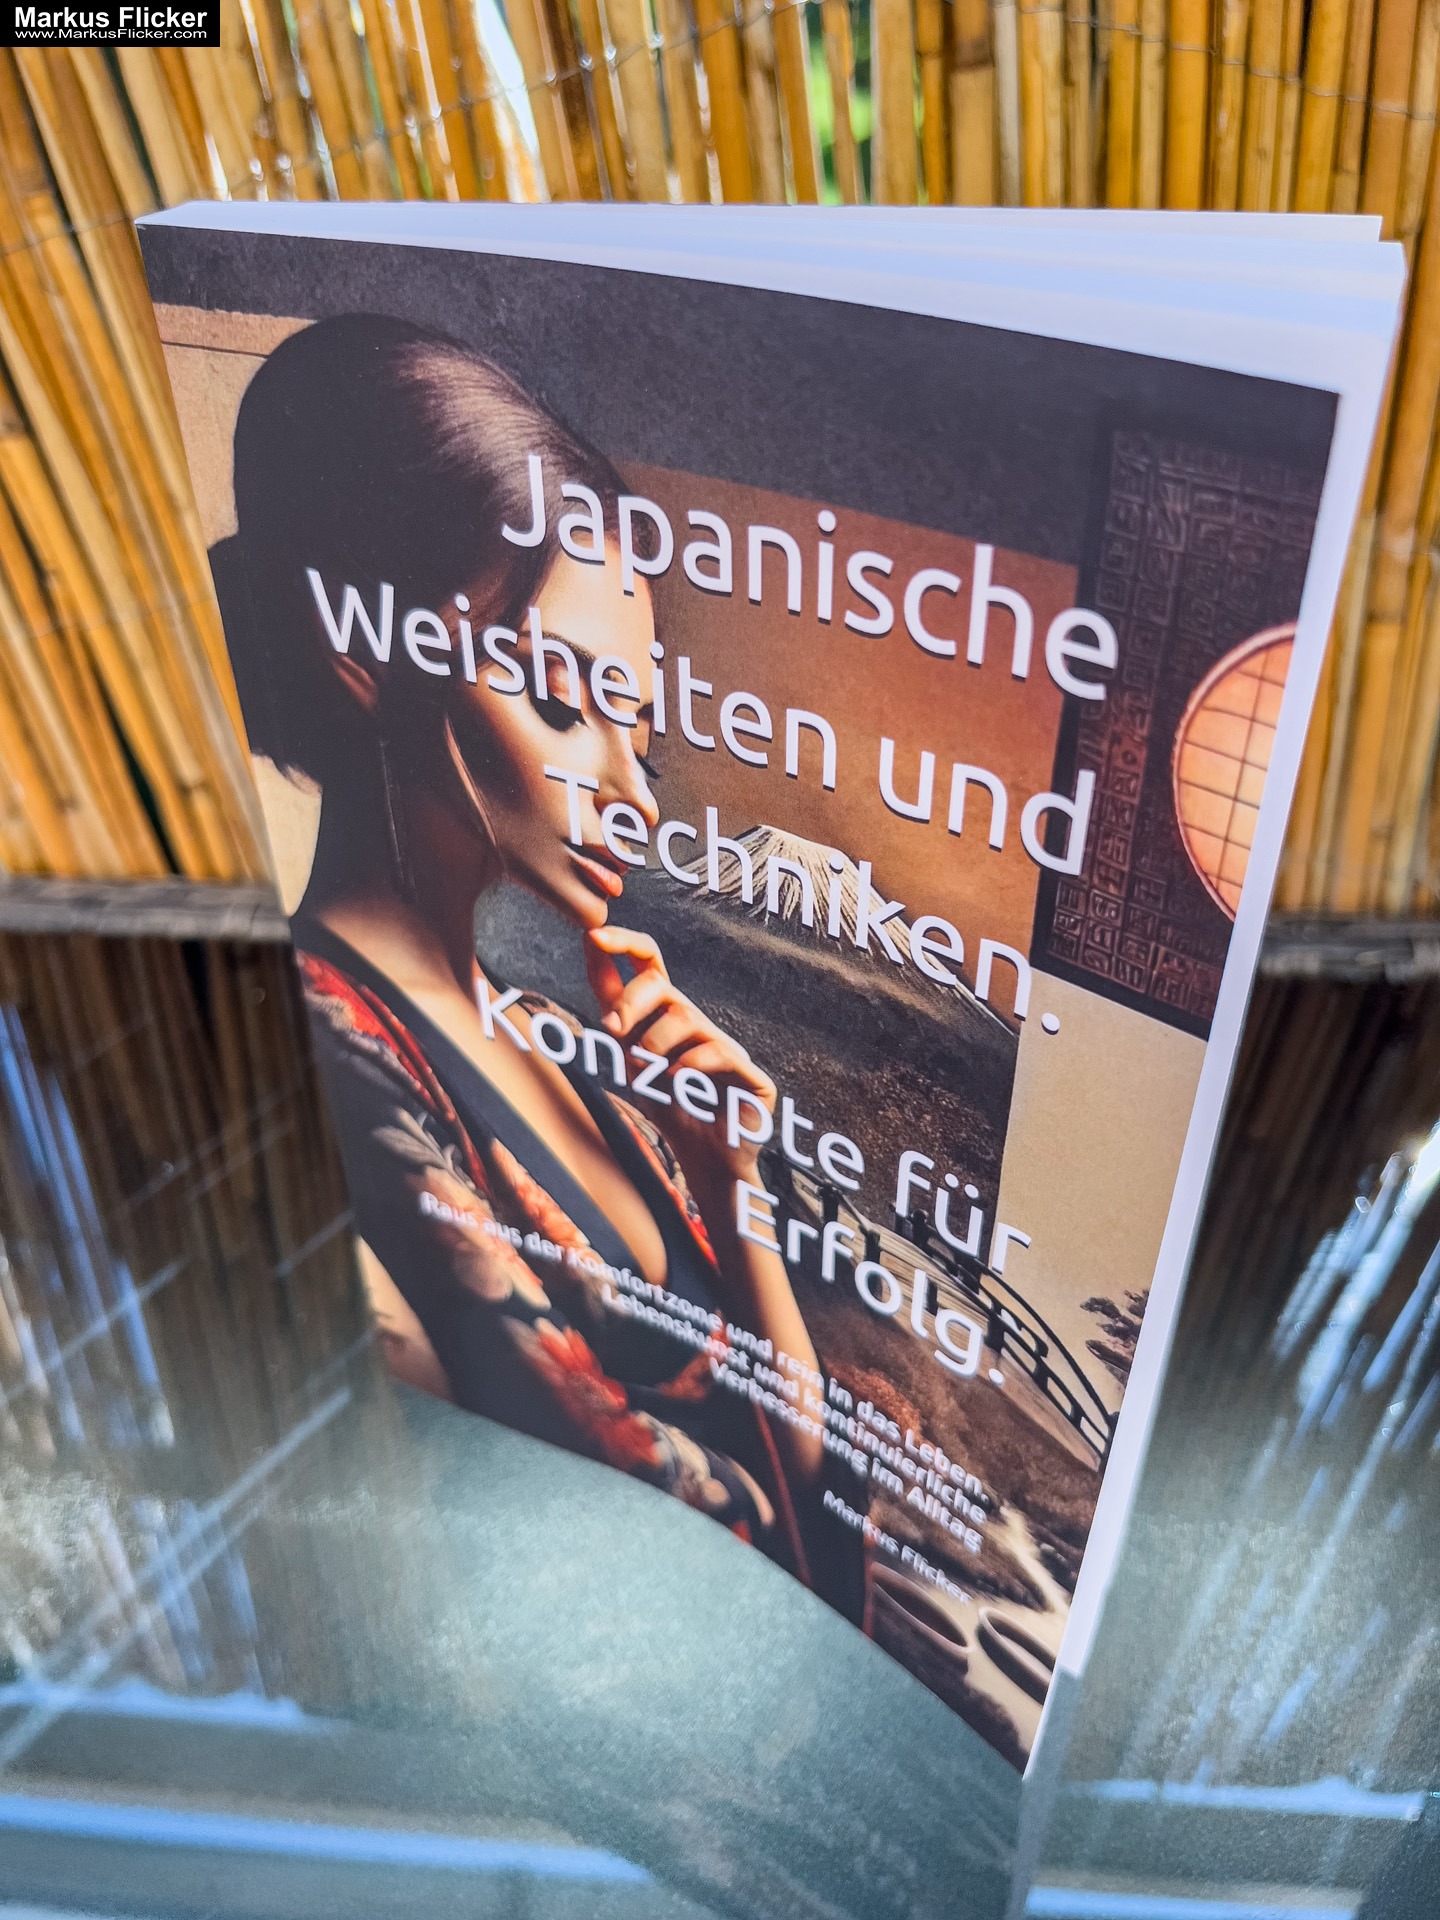 Markus Flicker
www.MarkusFlicker.com
Japanische
Weisheiten und
Techniken.
Konzepte für
Erfolg.
Raus aus der Komfortzone und rein in das Leben.
Lebenskunst und kontinuierliche
Verbesserung im Alltag
Markus Flicker